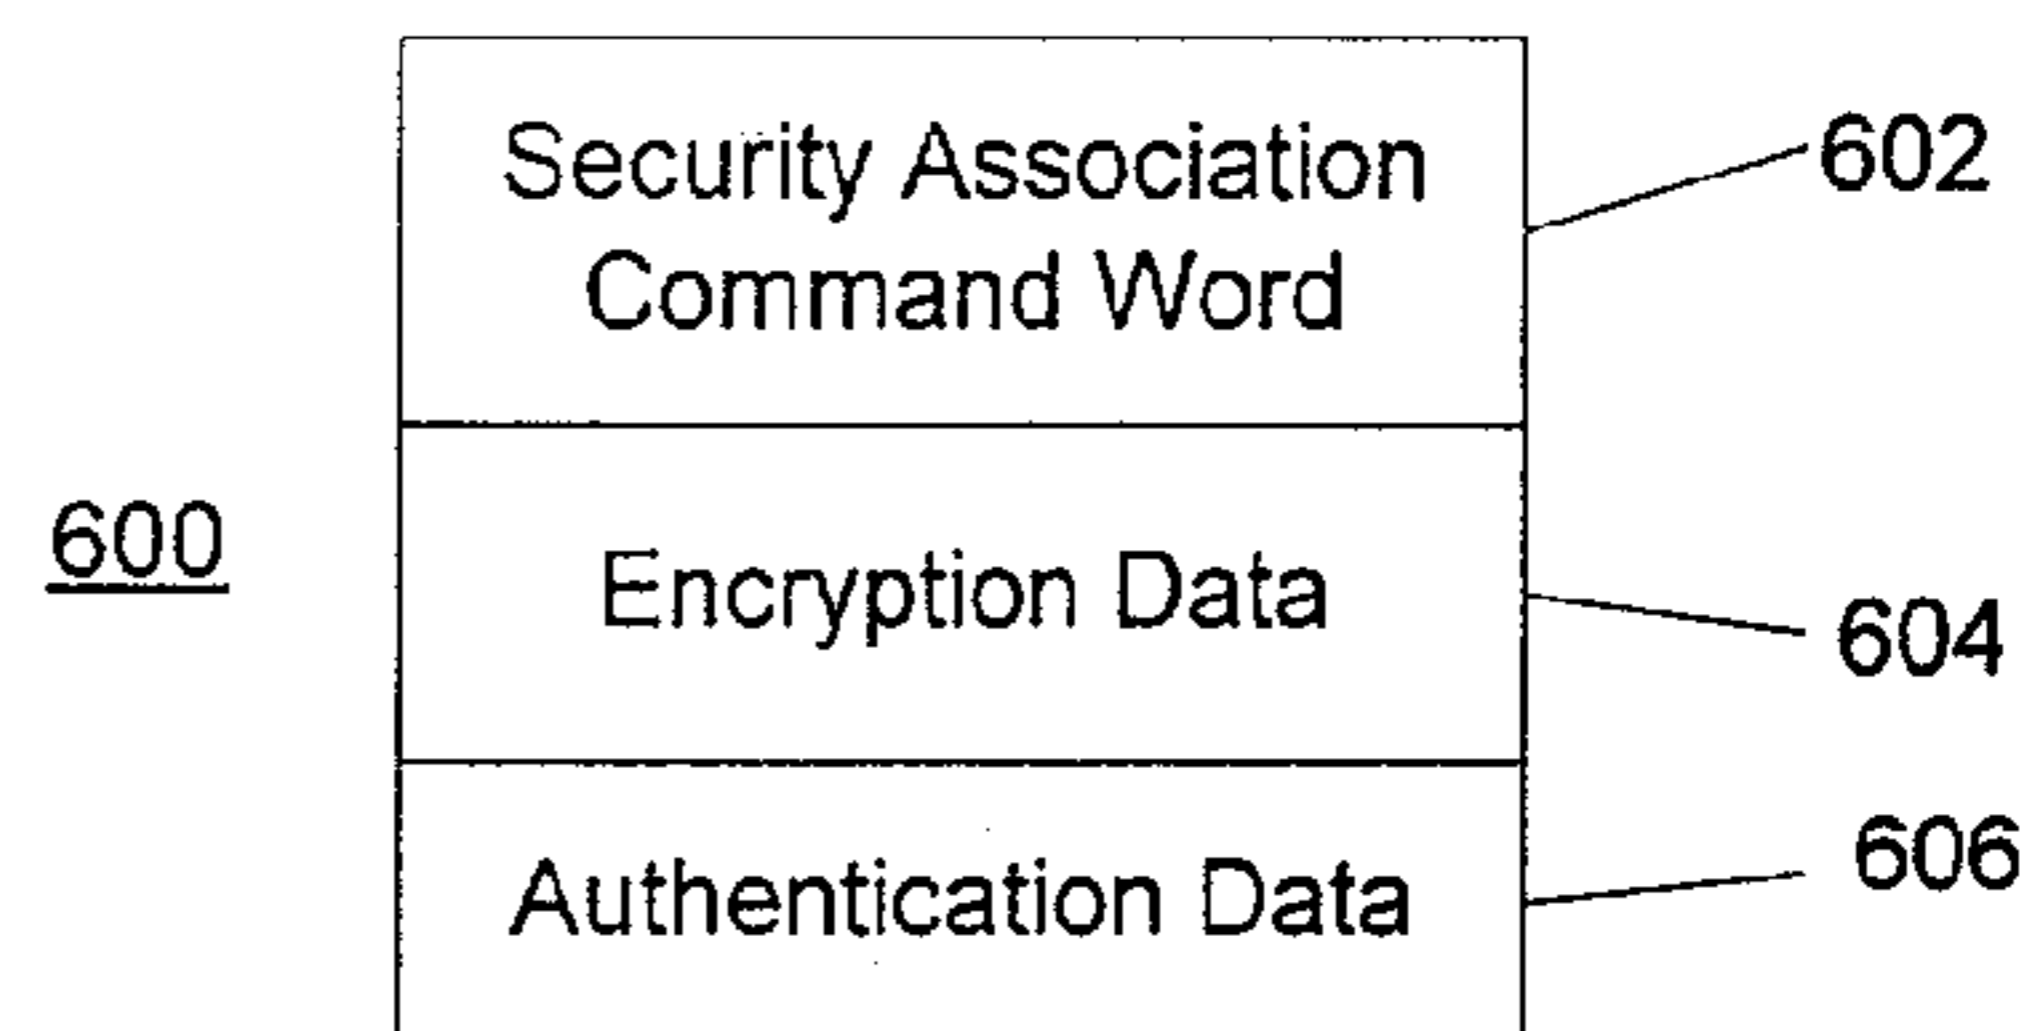 Security Association
Command Word
602
600
Encryption Data
604
Authentication Data
606